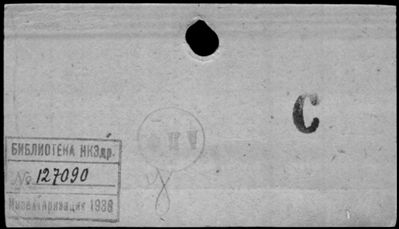 C
БИБЛИОТЕКА НКЗдр.
№ 127090
Инвентаризация 1938